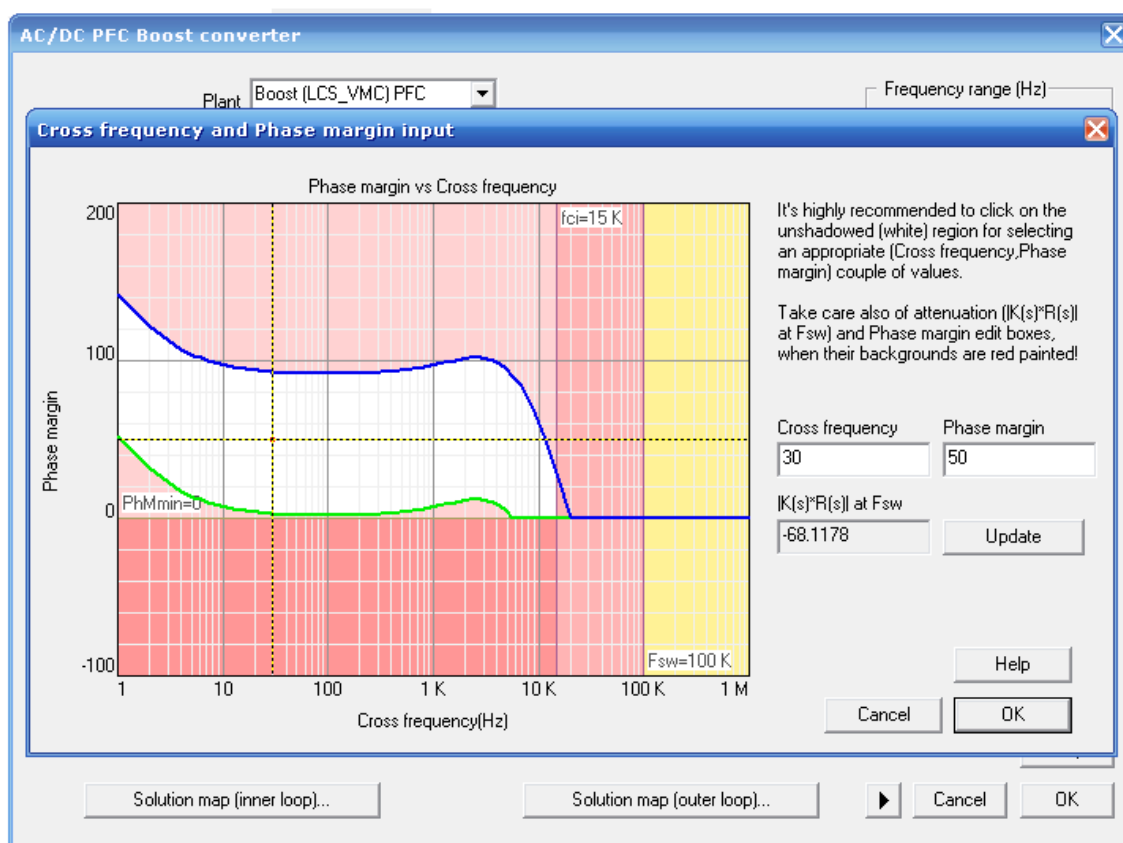 AC/DC PFC Boost converter
Plant
Boost (LCS_VMC) PFC
Frequency range (Hz)
Cross frequency and Phase margin input
Phase margin vs Cross frequency
200
100
0
-100
Phase margin
fci=15 K
PhMmin=0
Fsw=100 K
1
10
100
1 K
10 K
100 K
1 M
Cross frequency(Hz)
It's highly recommended to click on the
unshadowed (white) region for selecting
an appropriate (Cross frequency,Phase
margin) couple of values.
Take care also of attenuation (|K(s)*R(s)|
at Fsw) and Phase margin edit boxes,
when their backgrounds are red painted!
Cross frequency
Phase margin
30
50
|K(s)*R(s)| at Fsw
-68.1178
Update
Help
Cancel
OK
Solution map (inner loop)...
Solution map (outer loop)...
Cancel
OK